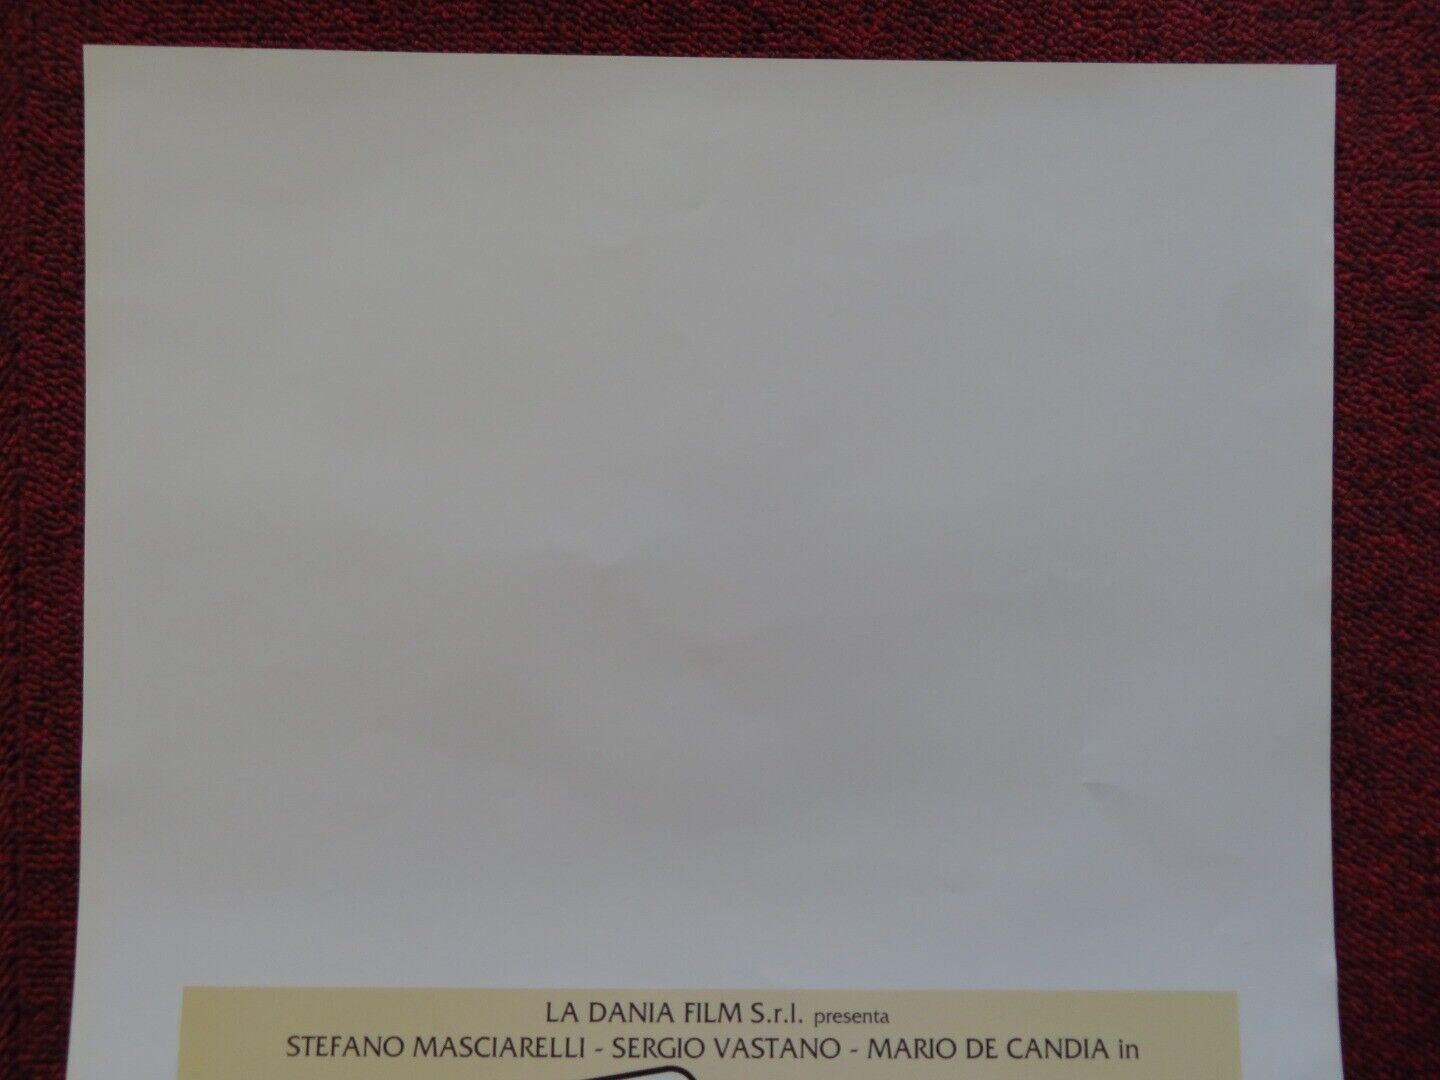 LA DANIA FILM S.r.l. presenta
STEFANO MASCIARELLI - SERGIO VASTANO - MARIO DE CANDIA in